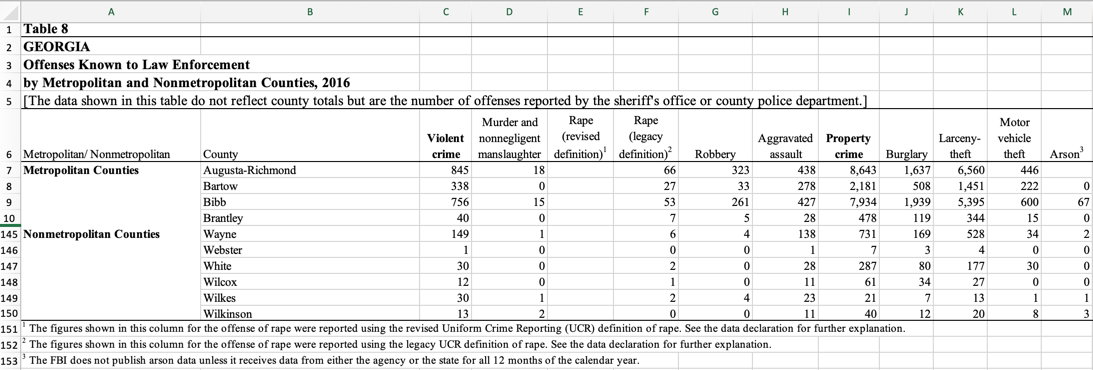 A B C D E F G H I J K L M
1 Table 8
2 GEORGIA
3 Offenses Known to Law Enforcement
4 by Metropolitan and Nonmetropolitan Counties, 2016
5 [The data shown in this table do not reflect county totals but are the number of offenses reported by the sheriff's office or county police department.]
6 Metropolitan/ Nonmetropolitan County Violent crime Murder and nonnegligent manslaughter Rape (revised definition)1 Rape (legacy definition)2 Robbery Aggravated assault Property crime Burglary Larceny-theft Motor vehicle theft Arson3
7 Metropolitan Counties Augusta-Richmond 845 18 66 323 438 8,643 1,637 6,560 446
8 Bartow 338 0 27 33 278 2,181 508 1,451 222 0
9 Bibb 756 15 53 261 427 7,934 1,939 5,395 600 67
10 Brantley 40 0 7 5 28 478 119 344 15 0
145 Nonmetropolitan Counties Wayne 149 1 6 4 138 731 169 528 34 2
146 Webster 1 0 0 0 1 7 3 4 0 0
147 White 30 0 2 0 28 287 80 177 30 0
148 Wilcox 12 0 1 0 11 61 34 27 0 0
149 Wilkes 30 1 2 4 23 21 7 13 1 1
150 Wilkinson 13 2 0 0 11 40 12 20 8 3
151 1 The figures shown in this column for the offense of rape were reported using the revised Uniform Crime Reporting (UCR) definition of rape. See the data declaration for further explanation.
152 2 The figures shown in this column for the offense of rape were reported using the legacy UCR definition of rape. See the data declaration for further explanation.
153 3 The FBI does not publish arson data unless it receives data from either the agency or the state for all 12 months of the calendar year.